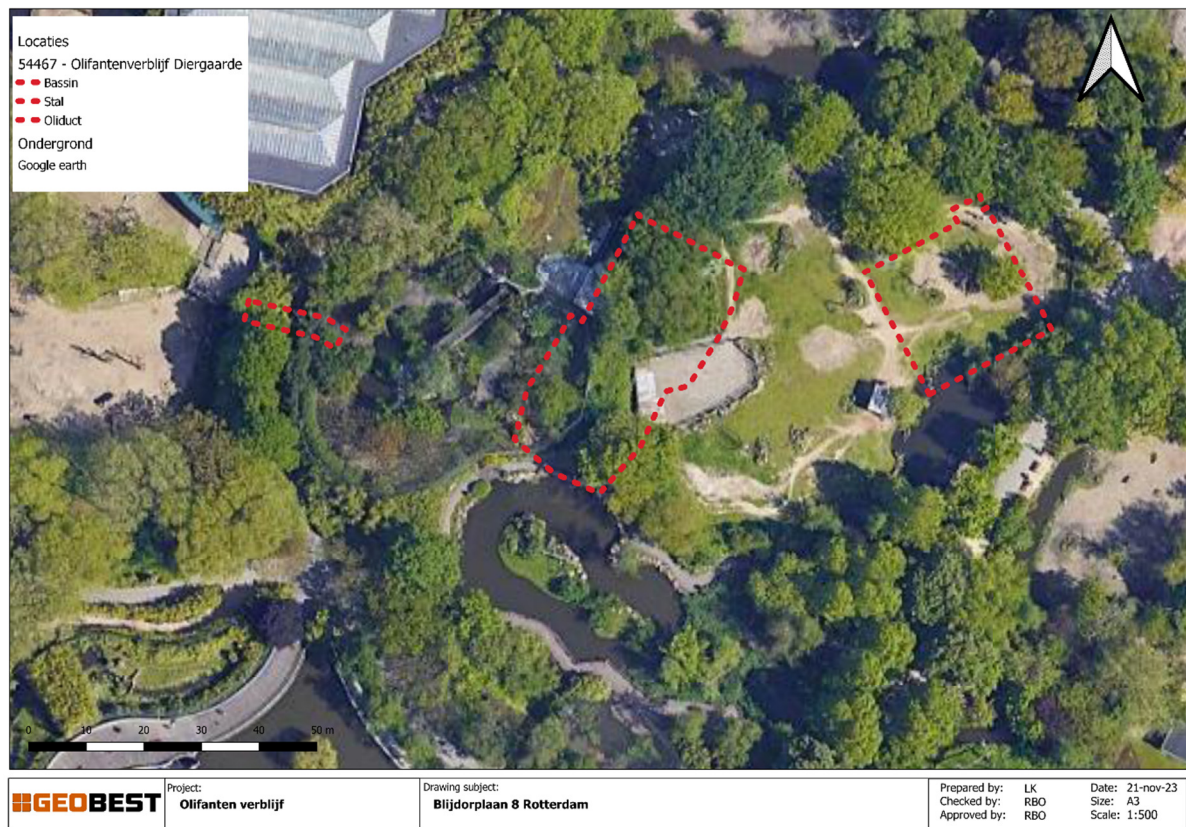 Locaties
54467 - Olifantenverblijf Diergaarde
Bassin
Stal
Oliduct
Ondergrond
Google earth
0 10 20 30 40 50 m
GEOBEST
Project:
Olifanten verblijf
Drawing subject:
Blijdorplaan 8 Rotterdam
Prepared by: LK
Checked by: RBO
Approved by: RBO
Date: 21-nov-23
Size: A3
Scale: 1:500